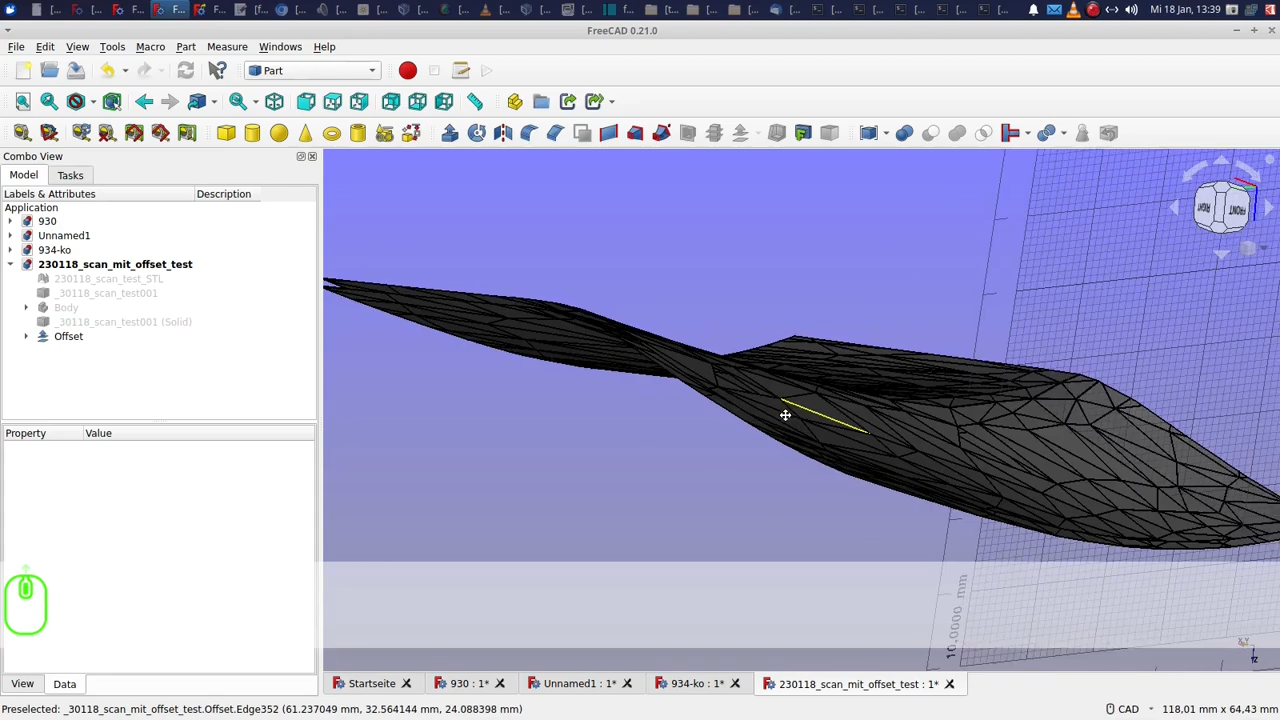 [... [... F... F... [...
Mi 18 Jan, 13:39
FreeCAD 0.21.0
File Edit View Tools Macro Part Measure Windows Help
Part
Combo View
Model Tasks
Labels & Attributes Description
Application
930
Unnamed1
934-ko
230118_scan_mit_offset_test
230118_scan_test_STL
_30118_scan_test001
Body
_30118_scan_test001 (Solid)
Offset
Property Value
RIGHT FRONT
10.0000 mm
View Data
Startseite 930 : 1* Unnamed1 : 1* 934-ko : 1* 230118_scan_mit_offset_test : 1*
Preselected: _30118_scan_mit_offset_test.Offset.Edge352 (61.237049 mm, 32.564144 mm, 24.088398 mm) CAD 118,01 mm x 64,43 mm